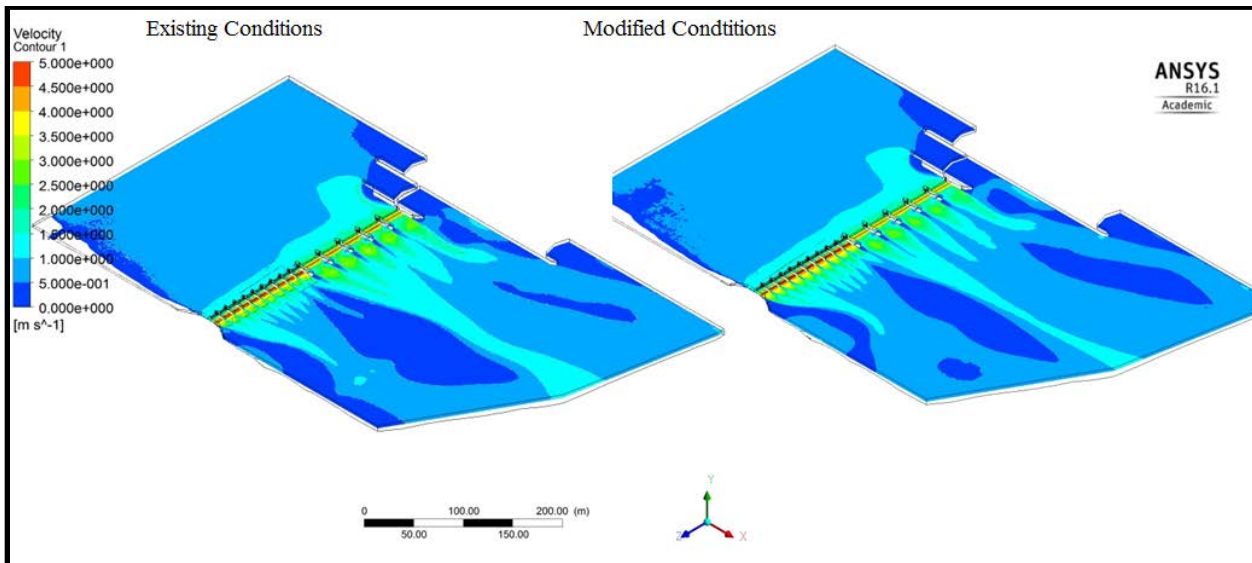 Existing Conditions
Modified Condtitions
Velocity
Contour 1
5.000e+000
4.500e+000
4.000e+000
3.500e+000
3.000e+000
2.500e+000
2.000e+000
1.500e+000
1.000e+000
5.000e-001
0.000e+000
[m s^-1]
ANSYS
R16.1
Academic
0 100.00 200.00 (m)
50.00 150.00
Y
Z X